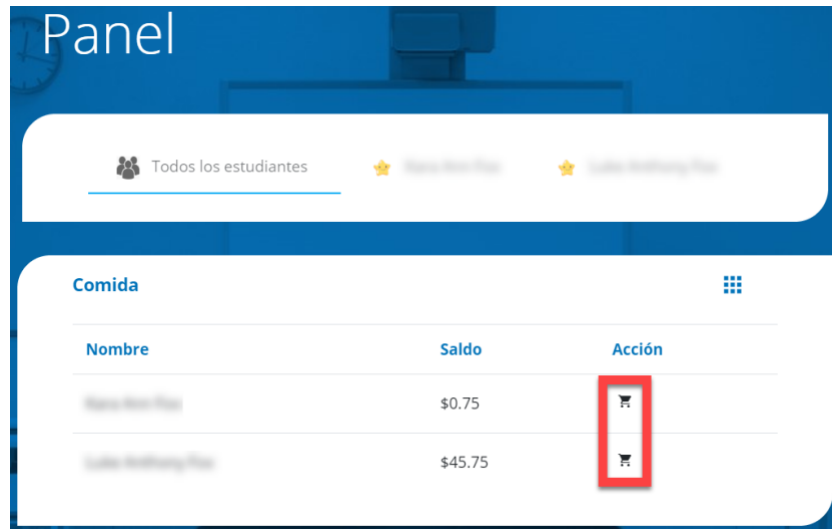 Panel
Todos los estudiantes
Comida
Nombre Saldo Acción
$0.75
$45.75